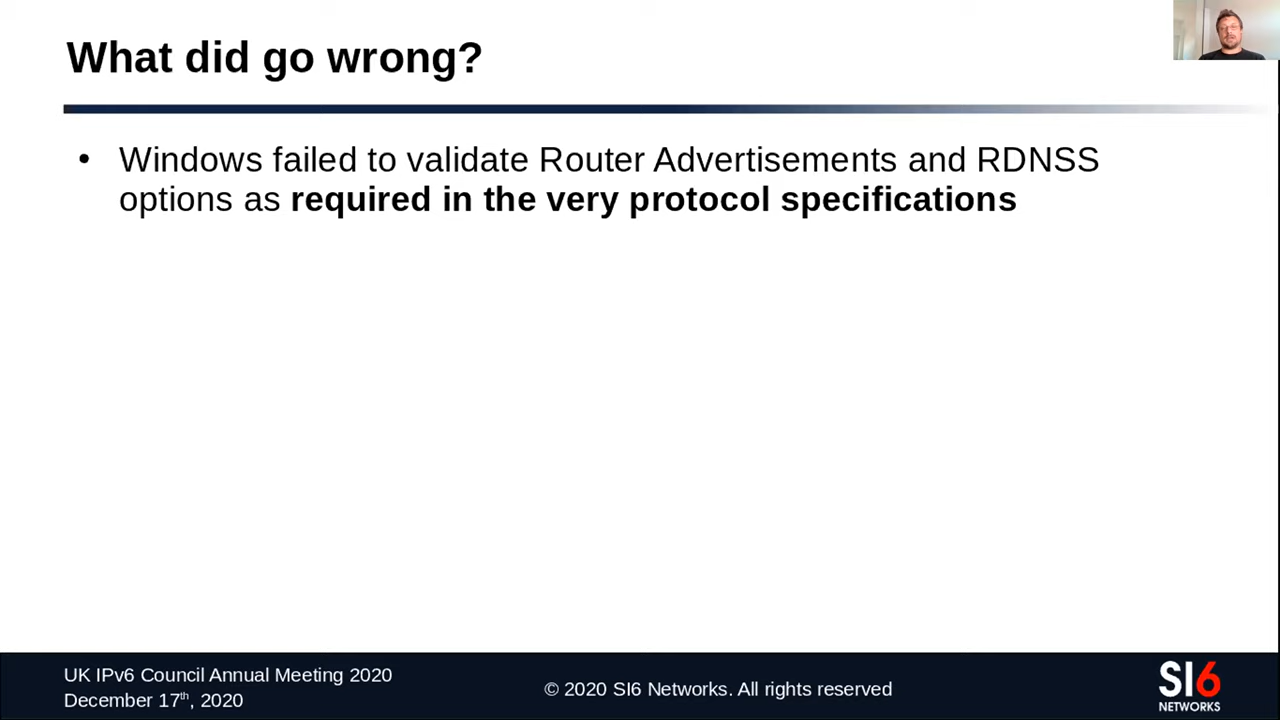 What did go wrong?
• Windows failed to validate Router Advertisements and RDNSS
options as required in the very protocol specifications
UK IPv6 Council Annual Meeting 2020
December 17th, 2020
© 2020 SI6 Networks. All rights reserved
SI6
NETWORKS